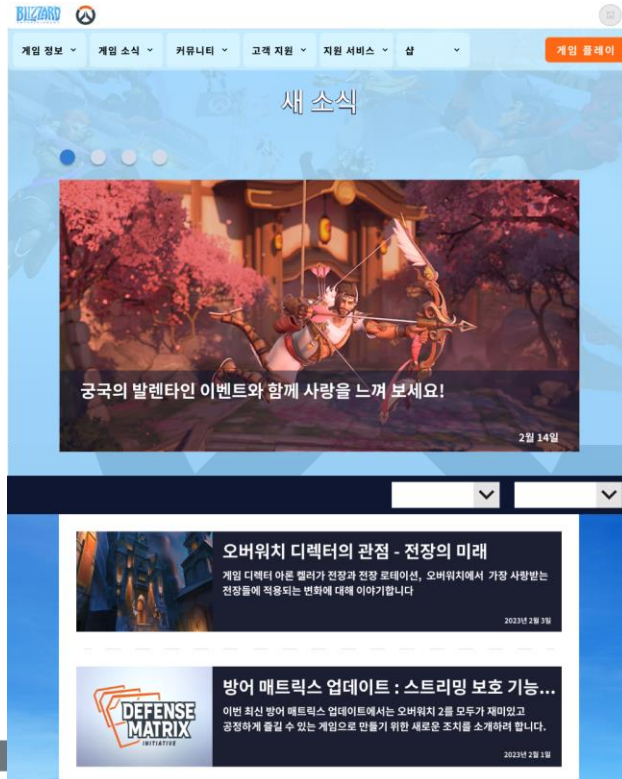 BLIZZARD
게임 정보 게임 소식 커뮤니티 고객 지원 지원 서비스 샵 게임 플레이
새 소식
궁극의 발렌타인 이벤트와 함께 사랑을 느껴 보세요!
2월 14일
오버워치 디렉터의 관점 - 전장의 미래
게임 디렉터 아론 켈러가 전장과 전장 로테이션, 오버워치에서 가장 사랑받는
전장들에 적용되는 변화에 대해 이야기합니다
2023년 2월 3일
DEFENSE
MATRIX
INITIATIVE
방어 매트릭스 업데이트 : 스트리밍 보호 기능...
이번 최신 방어 매트릭스 업데이트에서는 오버워치 2를 모두가 재미있고
공정하게 즐길 수 있는 게임으로 만들기 위한 새로운 조치를 소개하려 합니다.
2023년 2월 1일